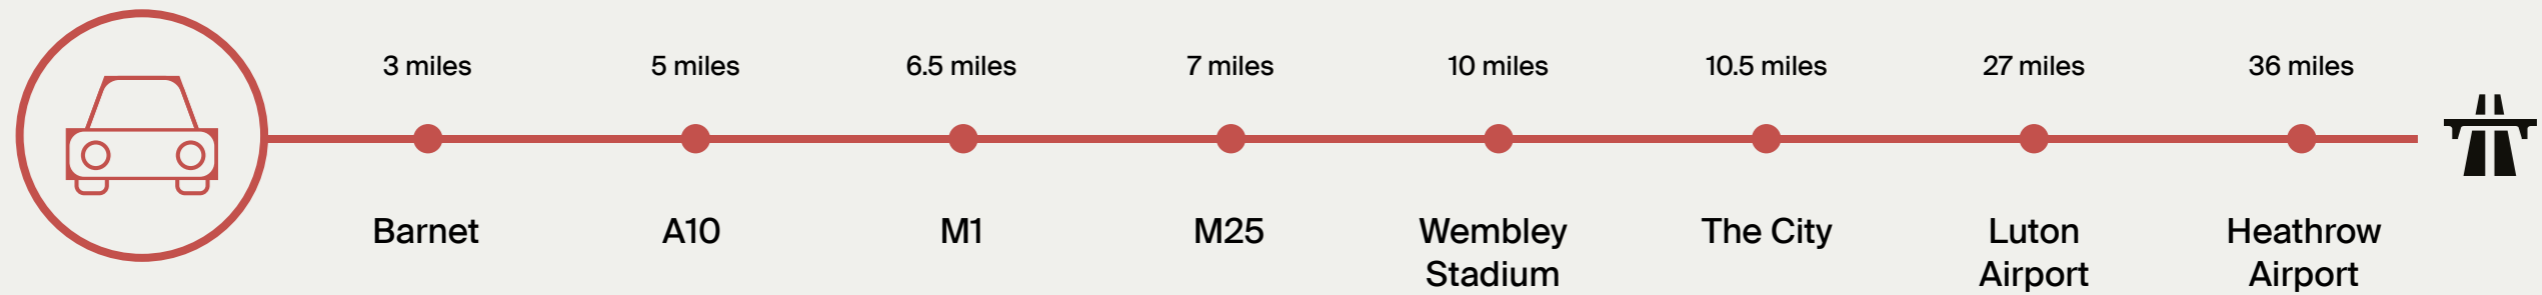 3 miles
5 miles
6.5 miles
7 miles
10 miles
10.5 miles
27 miles
36 miles
Barnet
A10
M1
M25
Wembley
Stadium
The City
Luton
Airport
Heathrow
Airport